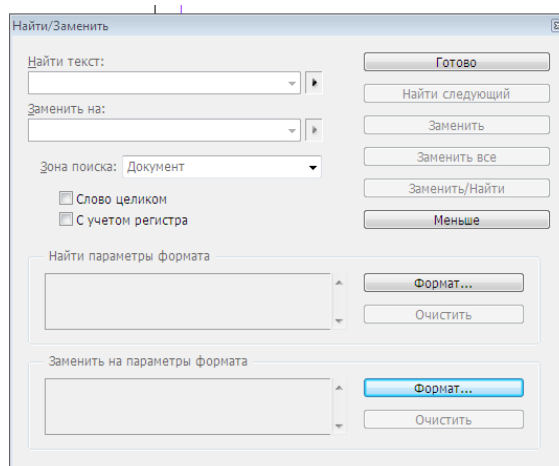 Найти/Заменить
Найти текст:
Готово
Найти следующий
Заменить на:
Заменить
Зона поиска: Документ
Заменить все
Слово целиком
Заменить/Найти
С учетом регистра
Меньше
Найти параметры формата
Формат...
Очистить
Заменить на параметры формата
Формат...
Очистить